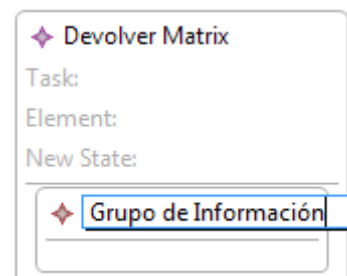 Devolver Matrix
Task:
Element:
New State:
Grupo de Información